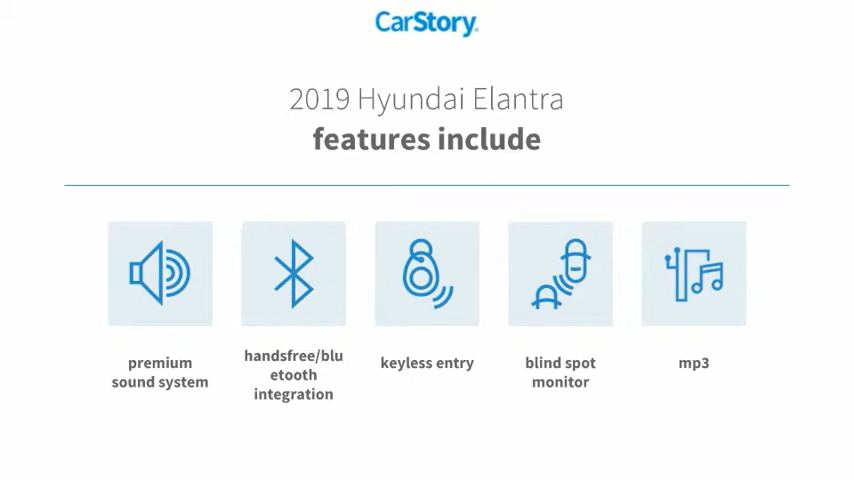 CarStory.
2019 Hyundai Elantra
features include
premium
sound system
handsfree/blu
etooth
integration
keyless entry
blind spot
monitor
mp3